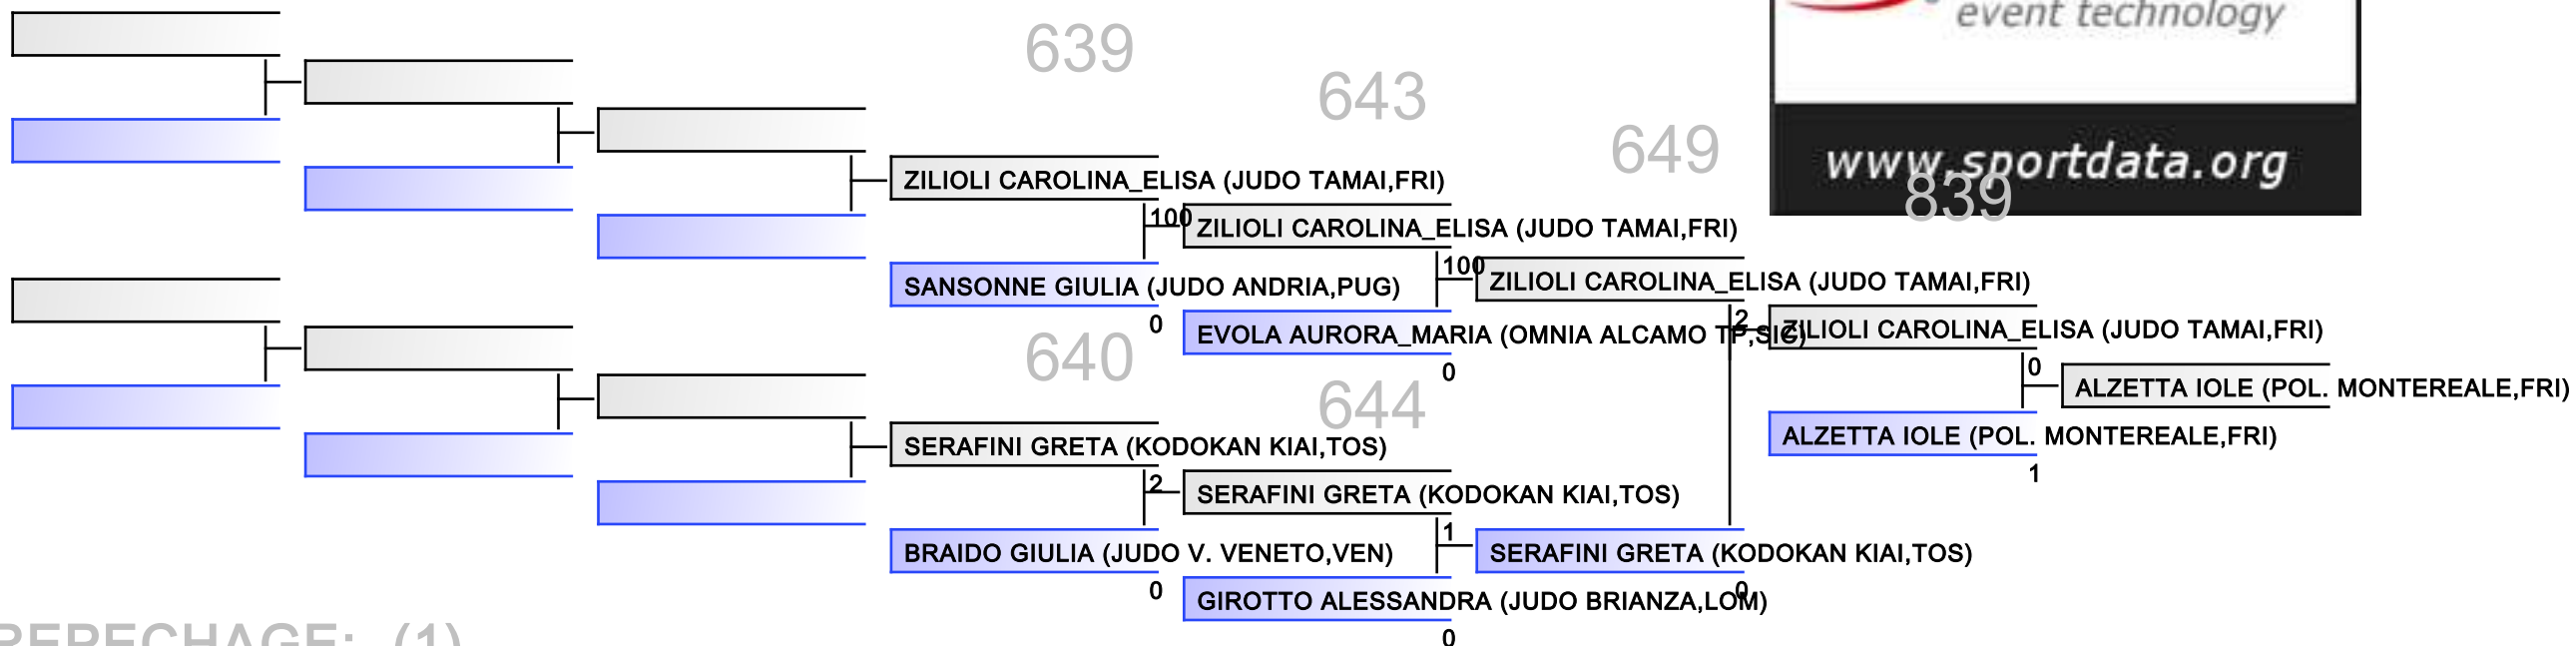 event technology
639
643
649
www.sportdata.org
839
ZILIOLI CAROLINA_ELISA (JUDO TAMAI,FRI)
100
ZILIOLI CAROLINA_ELISA (JUDO TAMAI,FRI)
SANSONNE GIULIA (JUDO ANDRIA,PUG)
0
100
ZILIOLI CAROLINA_ELISA (JUDO TAMAI,FRI)
EVOLA AURORA_MARIA (OMNIA ALCAMO TP,SIC)
0
2
ZILIOLI CAROLINA_ELISA (JUDO TAMAI,FRI)
0
ALZETTA IOLE (POL. MONTEREALE,FRI)
ALZETTA IOLE (POL. MONTEREALE,FRI)
1
640
644
SERAFINI GRETA (KODOKAN KIAI,TOS)
2
SERAFINI GRETA (KODOKAN KIAI,TOS)
BRAIDO GIULIA (JUDO V. VENETO,VEN)
0
1
SERAFINI GRETA (KODOKAN KIAI,TOS)
0
GIROTTO ALESSANDRA (JUDO BRIANZA,LOM)
0
REPECHAGE: (1)